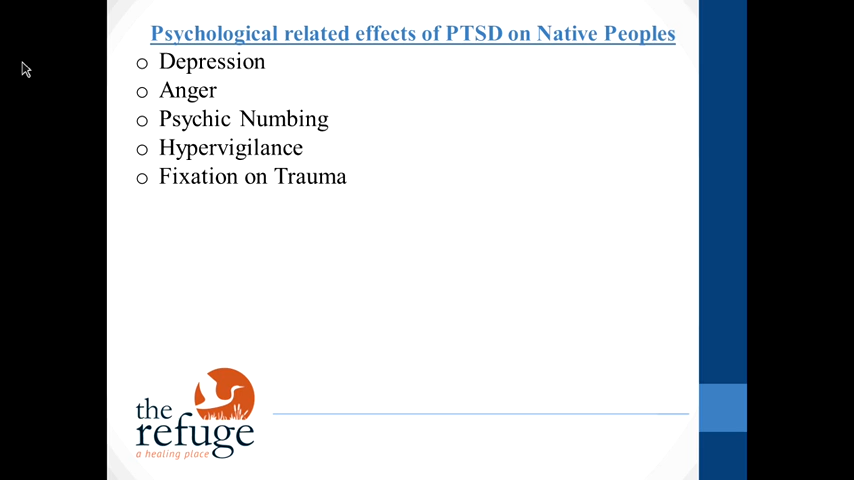 Psychological related effects of PTSD on Native Peoples
o Depression
o Anger
o Psychic Numbing
o Hypervigilance
o Fixation on Trauma
the
refuge
a healing place